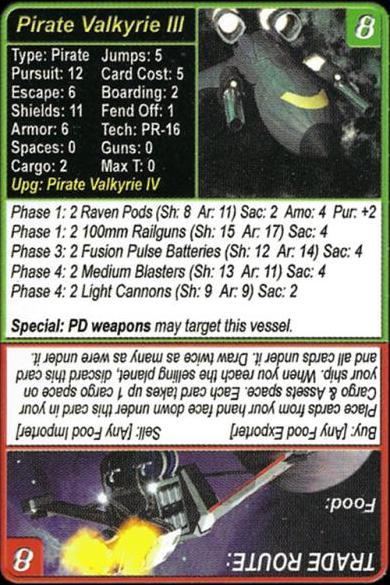 Pirate Valkyrie III
8
Type: Pirate Jumps: 5
Pursuit: 12 Card Cost: 5
Escape: 6 Boarding: 2
Shields: 11 Fend Off: 1
Armor: 6 Tech: PR-16
Spaces: 0 Guns: 0
Cargo: 2 Max T: 0
Upg: Pirate Valkyrie IV
Phase 1: 2 Raven Pods (Sh: 8 Ar: 11) Sac: 2 Amo: 4 Pur: +2
Phase 1: 2 100mm Railguns (Sh: 15 Ar: 17) Sac: 4
Phase 3: 2 Fusion Pulse Batteries (Sh: 12 Ar: 14) Sac: 4
Phase 4: 2 Medium Blasters (Sh: 13 Ar: 11) Sac: 4
Phase 4: 2 Light Cannons (Sh: 9 Ar: 9) Sac: 2
Special: PD weapons may target this vessel.
TRADE ROUTE:
8
Food:
Buy: [Any Food Exporter] Sell: [Any Food Importer]
Place cards from your hand face down under this card in your
Cargo & Assets space. Each card takes up 1 cargo space on
your ship. When you reach the selling planet, discard this card
and all cards under it. Draw twice as many as were under it.